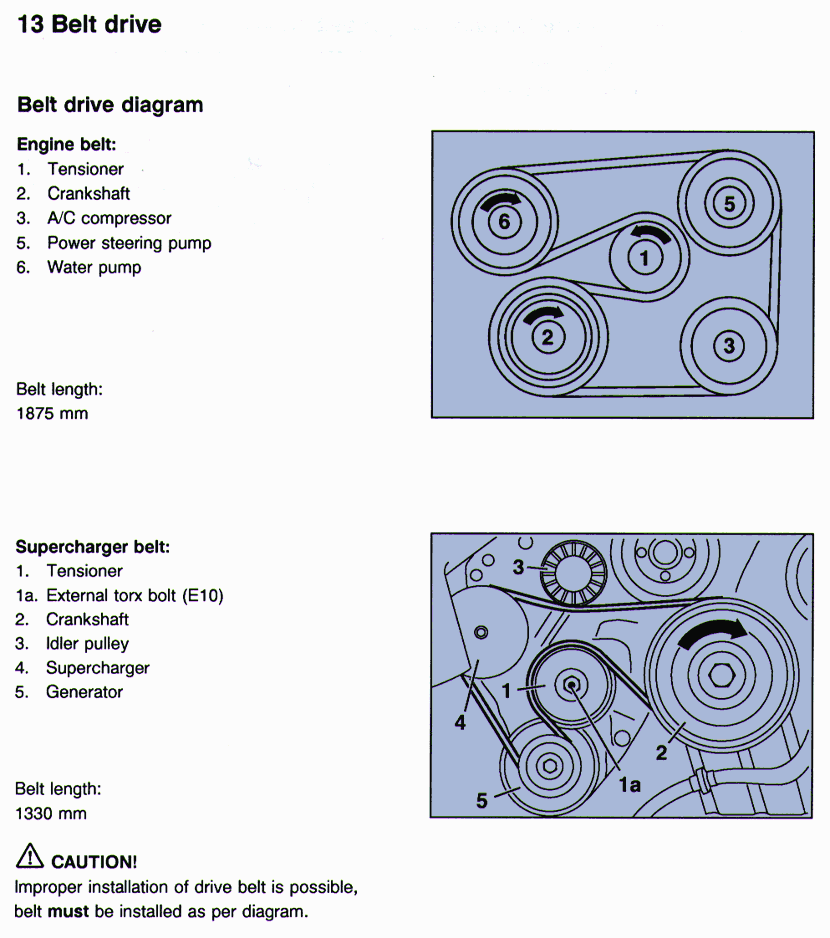 13 Belt drive
Belt drive diagram
Engine belt:
1. Tensioner
2. Crankshaft
3. A/C compressor
5. Power steering pump
6. Water pump
Belt length:
1875 mm
6
5
1
2
3
Supercharger belt:
1. Tensioner
1a. External torx bolt (E10)
2. Crankshaft
3. Idler pulley
4. Supercharger
5. Generator
Belt length:
1330 mm
3
1
4
2
1a
5
CAUTION!
Improper installation of drive belt is possible,
belt must be installed as per diagram.